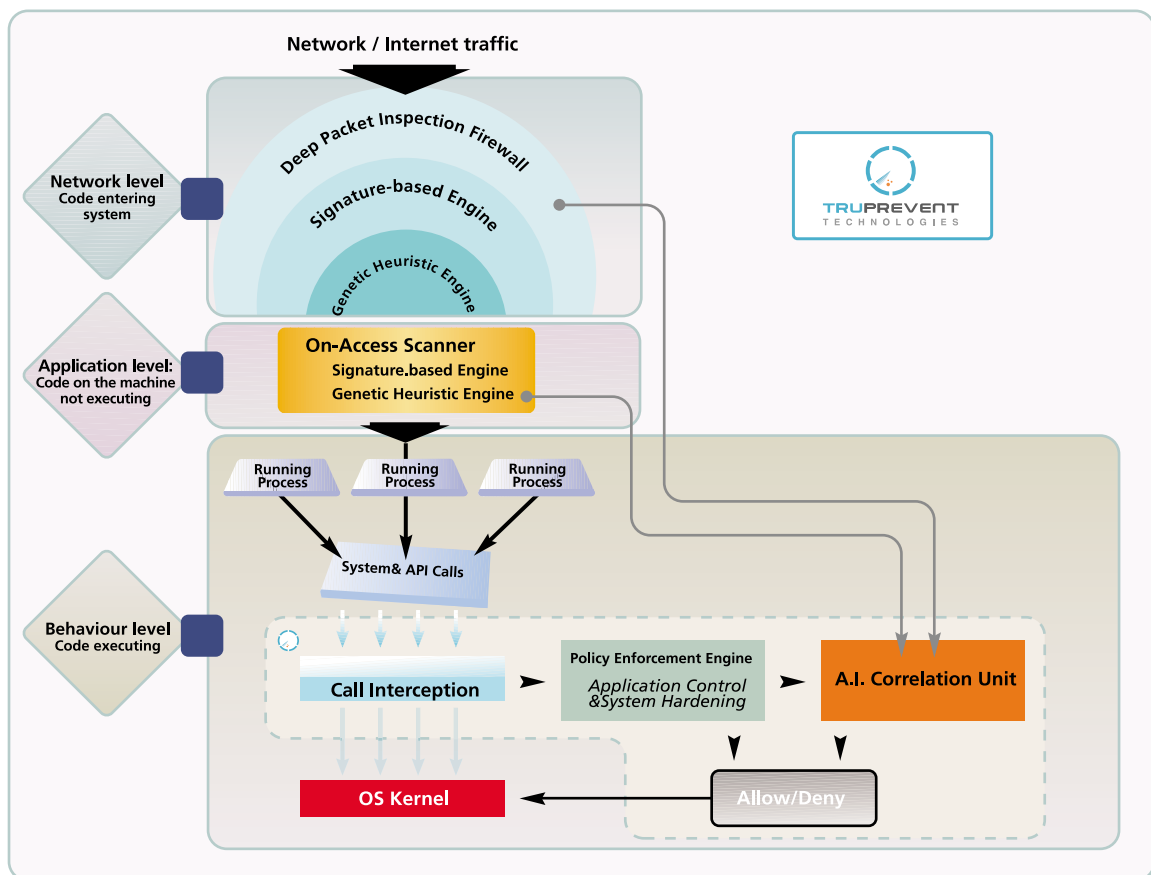 Network / Internet traffic
Deep Packet Inspection Firewall
Signature-based Engine
Genetic Heuristic Engine
Network level
Code entering
system
TRUPREVENT
TECHNOLOGIES
Application level:
Code on the machine
not executing
On-Access Scanner
Signature.based Engine
Genetic Heuristic Engine
Running
Process
Running
Process
Running
Process
System& API Calls
Behaviour level
Code executing
Call Interception
Policy Enforcement Engine
Application Control
&System Hardening
A.I. Correlation Unit
OS Kernel
Allow/Deny